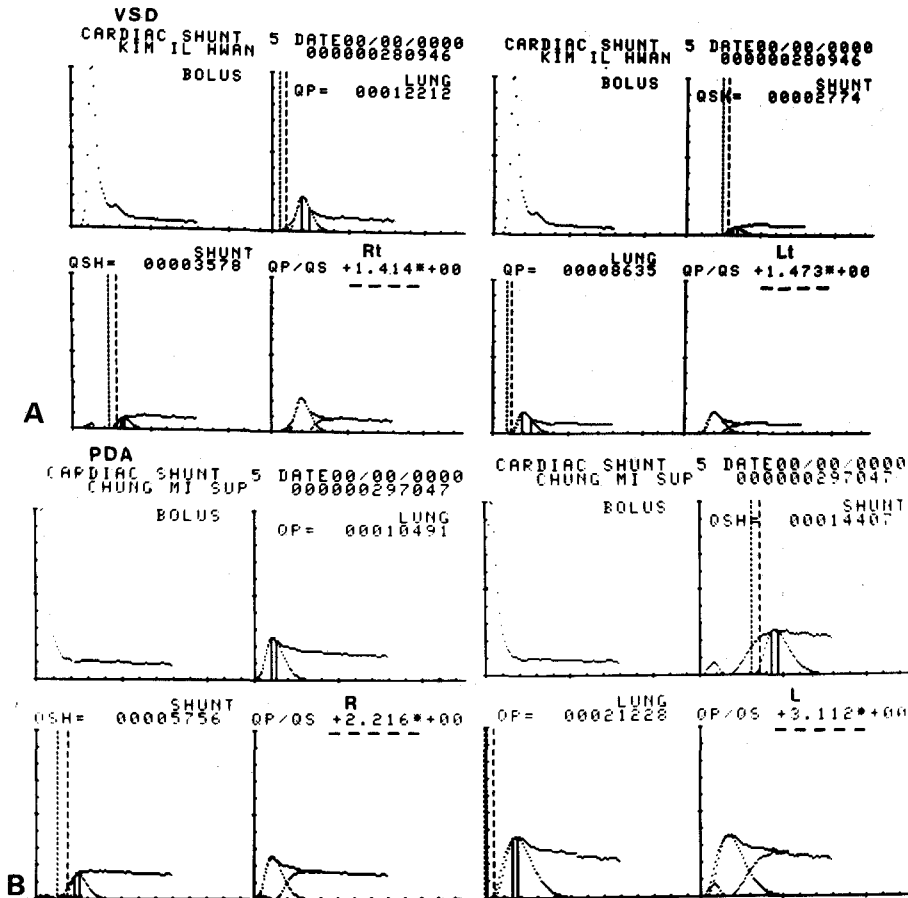 VSD
CARDIAC SHUNT 5 DATE00/00/0000
KIM IL HWAN 000000280946
BOLUS
LUNG
QP= 00012212
SHUNT
QSH= 00003578
Rt
QP/QS +1.414*+00
CARDIAC SHUNT 5 DATE00/00/0000
KIM IL HWAN 000000280946
BOLUS
SHUNT
QSH= 00002774
LUNG
QP= 00008635
Lt
QP/QS +1.473*+00
A
PDA
CARDIAC SHUNT 5 DATE00/00/0000
CHUNG MI SUP 000000297047
BOLUS
LUNG
QP= 00010491
SHUNT
QSH= 00005756
R
QP/QS +2.216*+00
CARDIAC SHUNT 5 DATE00/00/0000
CHUNG MI SUP 000000297047
BOLUS
SHUNT
QSH= 00014407
LUNG
QP= 00021228
L
QP/QS +3.112*+00
B